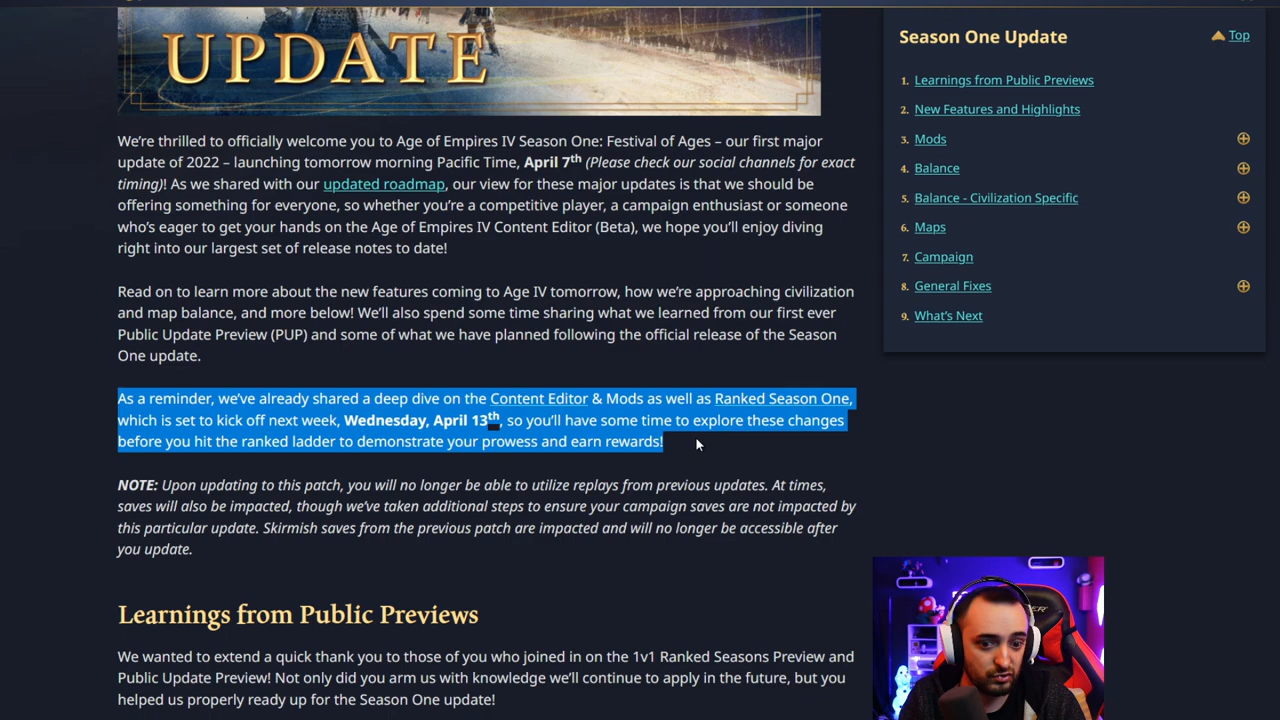 UPDATE
We're thrilled to officially welcome you to Age of Empires IV Season One: Festival of Ages – our first major
update of 2022 – launching tomorrow morning Pacific Time, April 7th (Please check our social channels for exact
timing)! As we shared with our updated roadmap, our view for these major updates is that we should be
offering something for everyone, so whether you're a competitive player, a campaign enthusiast or someone
who's eager to get your hands on the Age of Empires IV Content Editor (Beta), we hope you'll enjoy diving
right into our largest set of release notes to date!
Read on to learn more about the new features coming to Age IV tomorrow, how we're approaching civilization
and map balance, and more below! We'll also spend some time sharing what we learned from our first ever
Public Update Preview (PUP) and some of what we have planned following the official release of the Season
One update.
As a reminder, we've already shared a deep dive on the Content Editor & Mods as well as Ranked Season One,
which is set to kick off next week, Wednesday, April 13th, so you'll have some time to explore these changes
before you hit the ranked ladder to demonstrate your prowess and earn rewards!
NOTE: Upon updating to this patch, you will no longer be able to utilize replays from previous updates. At times,
saves will also be impacted, though we've taken additional steps to ensure your campaign saves are not impacted by
this particular update. Skirmish saves from the previous patch are impacted and will no longer be accessible after
you update.
Learnings from Public Previews
We wanted to extend a quick thank you to those of you who joined in on the 1v1 Ranked Seasons Preview and
Public Update Preview! Not only did you arm us with knowledge we'll continue to apply in the future, but you
helped us properly ready up for the Season One update!
Season One Update
Top
1. Learnings from Public Previews
2. New Features and Highlights
3. Mods
4. Balance
5. Balance - Civilization Specific
6. Maps
7. Campaign
8. General Fixes
9. What's Next